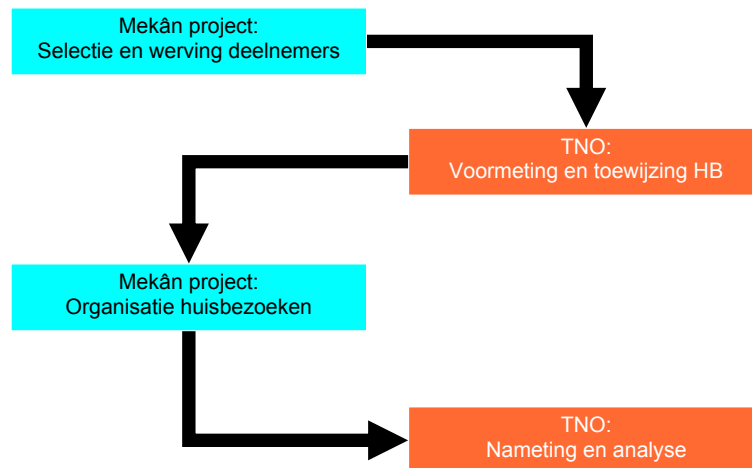 Mekân project:
Selectie en werving deelnemers
TNO:
Voormeting en toewijzing HB
Mekân project:
Organisatie huisbezoeken
TNO:
Nameting en analyse